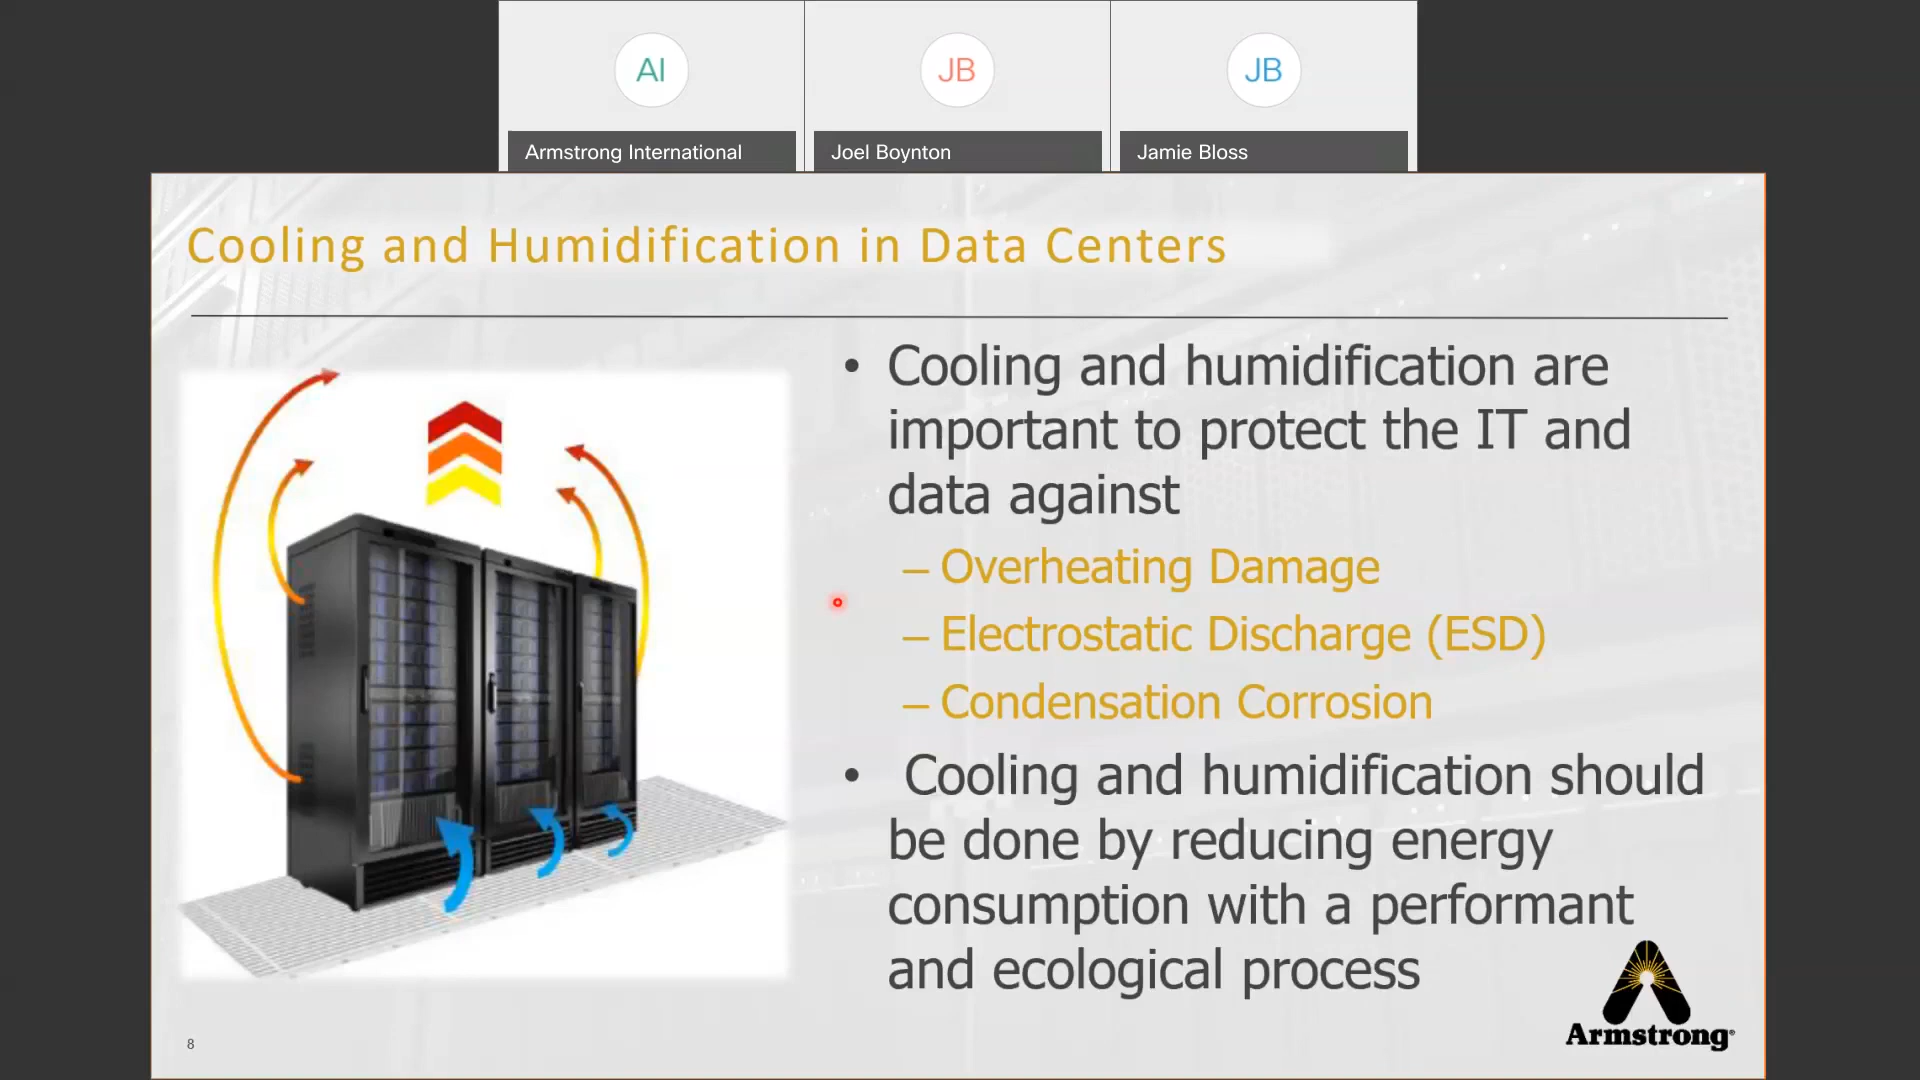 AI
JB
JB
Armstrong International
Joel Boynton
Jamie Bloss
Cooling and Humidification in Data Centers
• Cooling and humidification are
important to protect the IT and
data against
– Overheating Damage
– Electrostatic Discharge (ESD)
– Condensation Corrosion
• Cooling and humidification should
be done by reducing energy
consumption with a performant
and ecological process
Armstrong®
8